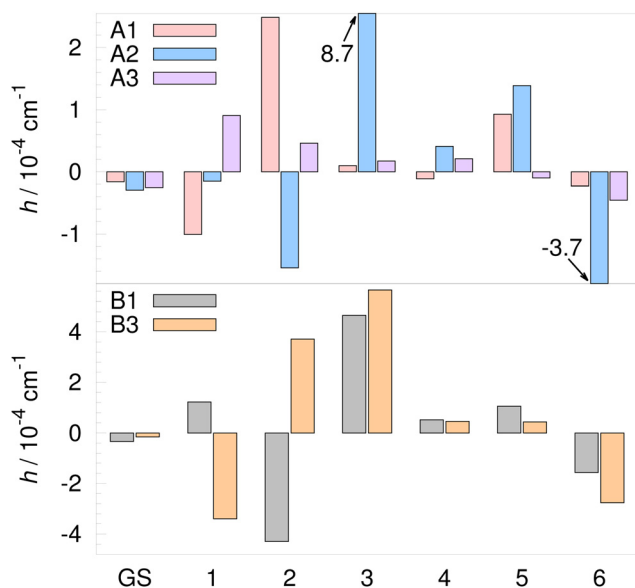 2
1
0
-1
h / 10⁻⁴ cm⁻¹
A1
A2
A3
8.7
-3.7
4
2
0
-2
-4
h / 10⁻⁴ cm⁻¹
B1
B3
GS 1 2 3 4 5 6